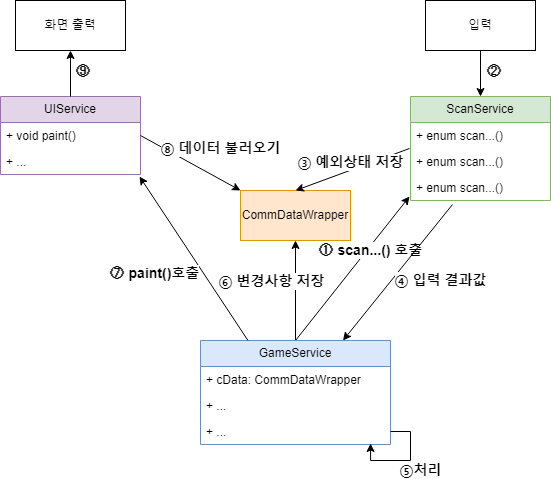 화면 출력
입력
⑨
②
UIService
+ void paint()
+ ...
ScanService
+ enum scan...()
+ enum scan...()
+ enum scan...()
⑧ 데이터 불러오기
③ 예외상태 저장
CommDataWrapper
① scan...() 호출
⑦ paint()호출
⑥ 변경사항 저장
④ 입력 결과값
GameService
+ cData: CommDataWrapper
+ ...
+ ...
⑤처리